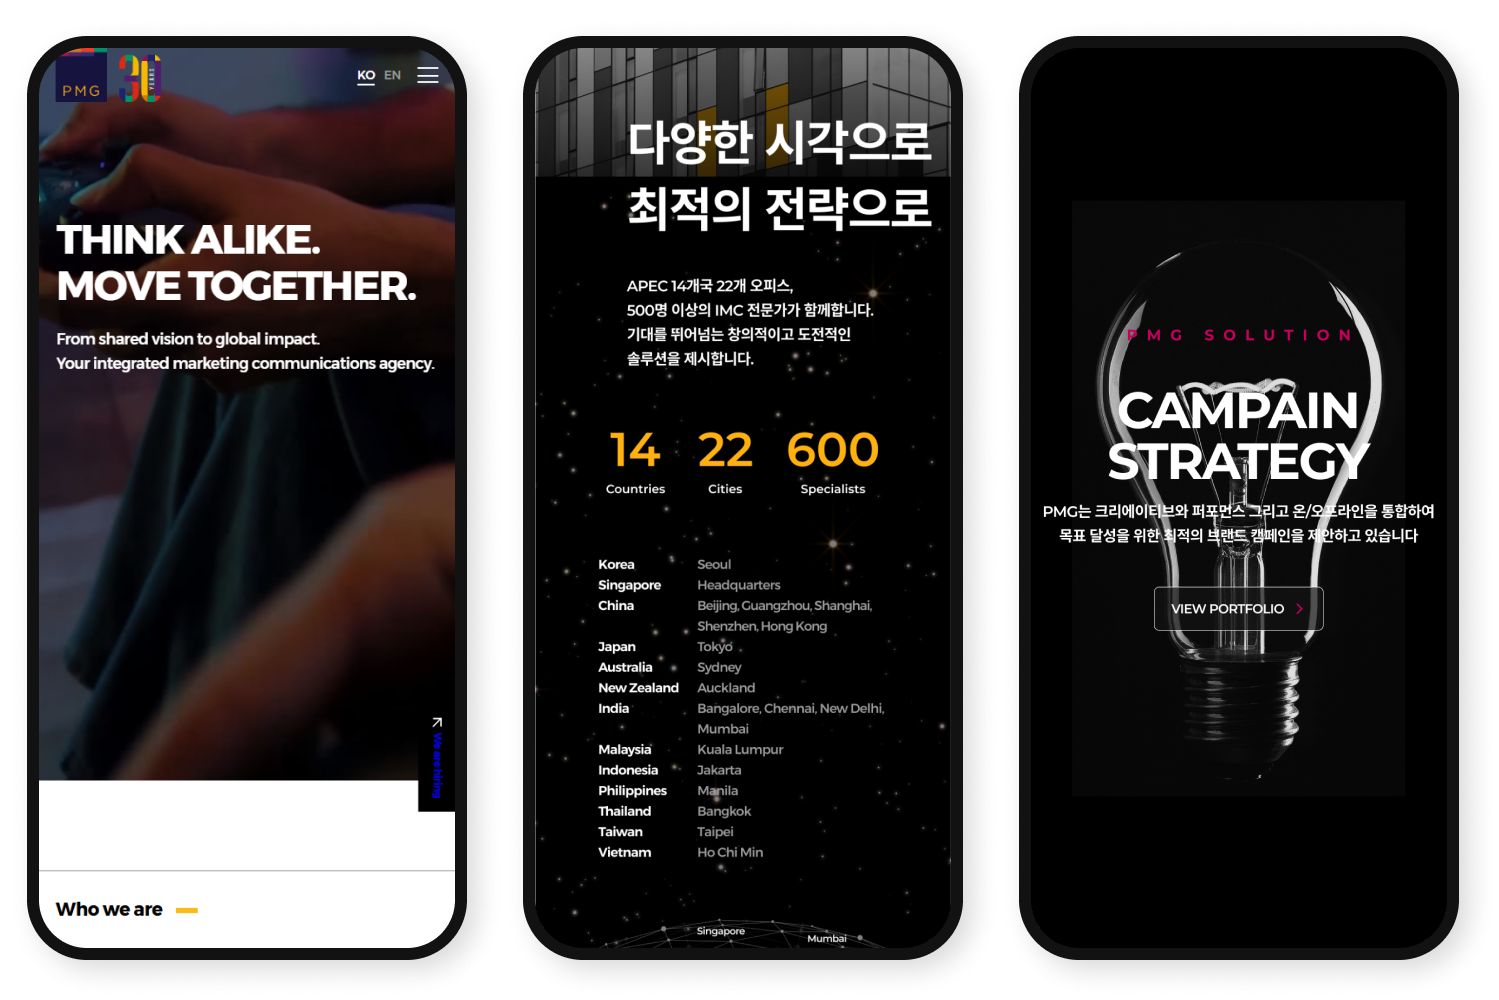 PMG
30
YEARS
KO EN
THINK ALIKE.
MOVE TOGETHER.
From shared vision to global impact.
Your integrated marketing communications agency.
We are hiring
Who we are
다양한 시각으로
최적의 전략으로
APEC 14개국 22개 오피스,
500명 이상의 IMC 전문가가 함께합니다.
기대를 뛰어넘는 창의적이고 도전적인
솔루션을 제시합니다.
14 22 600
Countries Cities Specialists
Korea Seoul
Singapore Headquarters
China Beijing, Guangzhou, Shanghai,
Shenzhen, Hong Kong
Japan Tokyo
Australia Sydney
New Zealand Auckland
India Bangalore, Chennai, New Delhi,
Mumbai
Malaysia Kuala Lumpur
Indonesia Jakarta
Philippines Manila
Thailand Bangkok
Taiwan Taipei
Vietnam Ho Chi Min
Singapore
Mumbai
PMG SOLUTION
CAMPAIN
STRATEGY
PMG는 크리에이티브와 퍼포먼스 그리고 온/오프라인을 통합하여
목표 달성을 위한 최적의 브랜드 캠페인을 제안하고 있습니다
VIEW PORTFOLIO